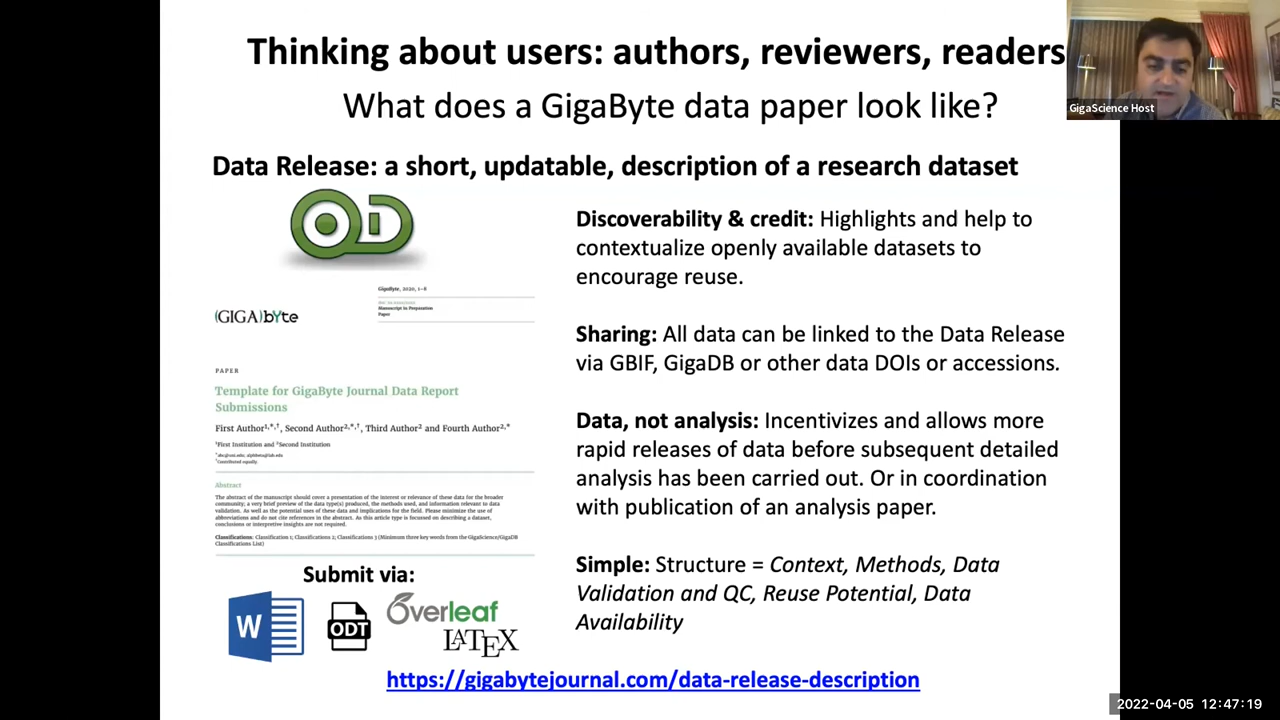 Thinking about users: authors, reviewers, readers
What does a GigaByte data paper look like?
GigaScience Host
Data Release: a short, updatable, description of a research dataset
Discoverability & credit: Highlights and help to
contextualize openly available datasets to
encourage reuse.
Sharing: All data can be linked to the Data Release
via GBIF, GigaDB or other data DOIs or accessions.
Data, not analysis: Incentivizes and allows more
rapid releases of data before subsequent detailed
analysis has been carried out. Or in coordination
with publication of an analysis paper.
Simple: Structure = Context, Methods, Data
Validation and QC, Reuse Potential, Data
Availability
GigaByte, 2020, 1–8
Manuscript in Preparation
Paper
(GIGA)bYte
PAPER
Template for GigaByte Journal Data Report
Submissions
First Author1,*,†, Second Author2,*,†, Third Author2 and Fourth Author2,*
1First Institution and 2Second Institution
†Contributed equally.
Abstract
The abstract of the manuscript should cover a presentation of the interest or relevance of these data for the broader
community; a very brief preview of the data type(s) produced, the methods used, and information relevant to data
validation. As well as the potential uses of these data and implications for the field. Please minimize the use of
abbreviations and do not cite references in the abstract. As this article type is focussed on describing a dataset,
conclusions or interpretive insights are not required.
Classifications: Classification 1; Classifications 2; Classifications 3 (Minimum three key words from the GigaScience/GigaDB
Classifications List)
Submit via:
W
ODT
Overleaf
LATEX
https://gigabytejournal.com/data-release-description
2022-04-05 12:47:19